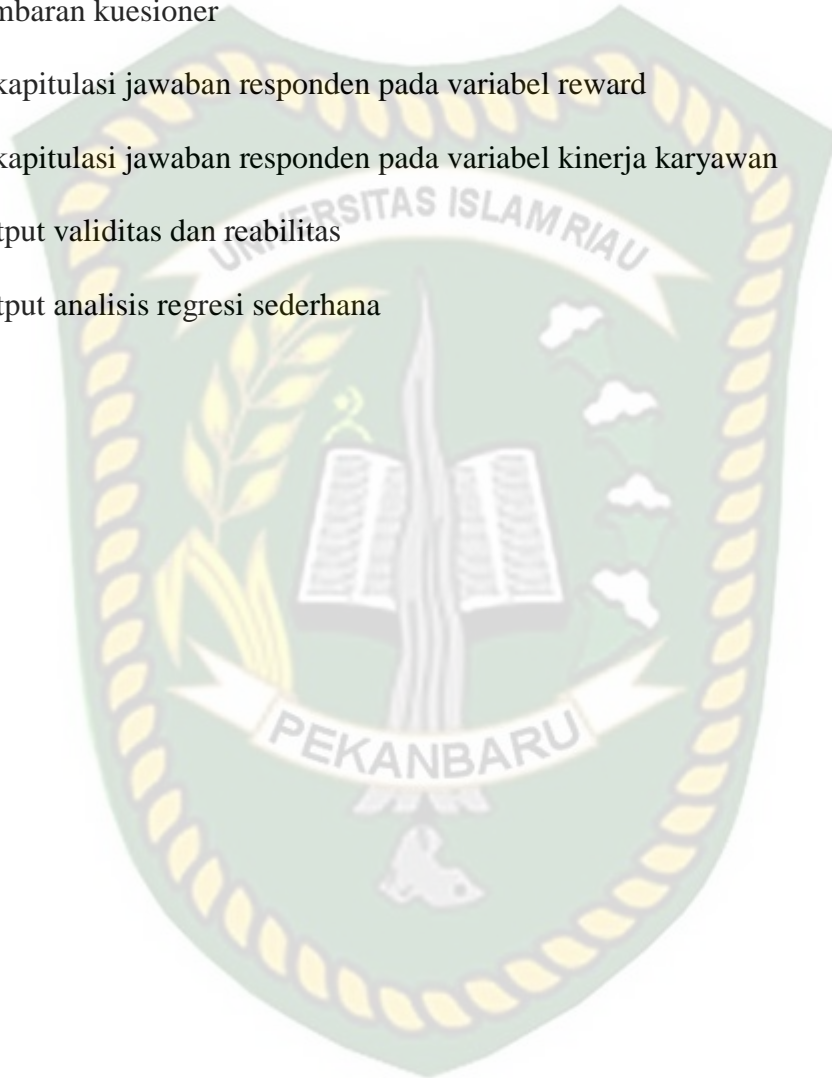 mbaran kuesioner
kapitulasi jawaban responden pada variabel reward
kapitulasi jawaban responden pada variabel kinerja karyawan
UNIVERSITAS ISLAM RIAU
tput validitas dan reabilitas
tput analisis regresi sederhana
PEKANBARU